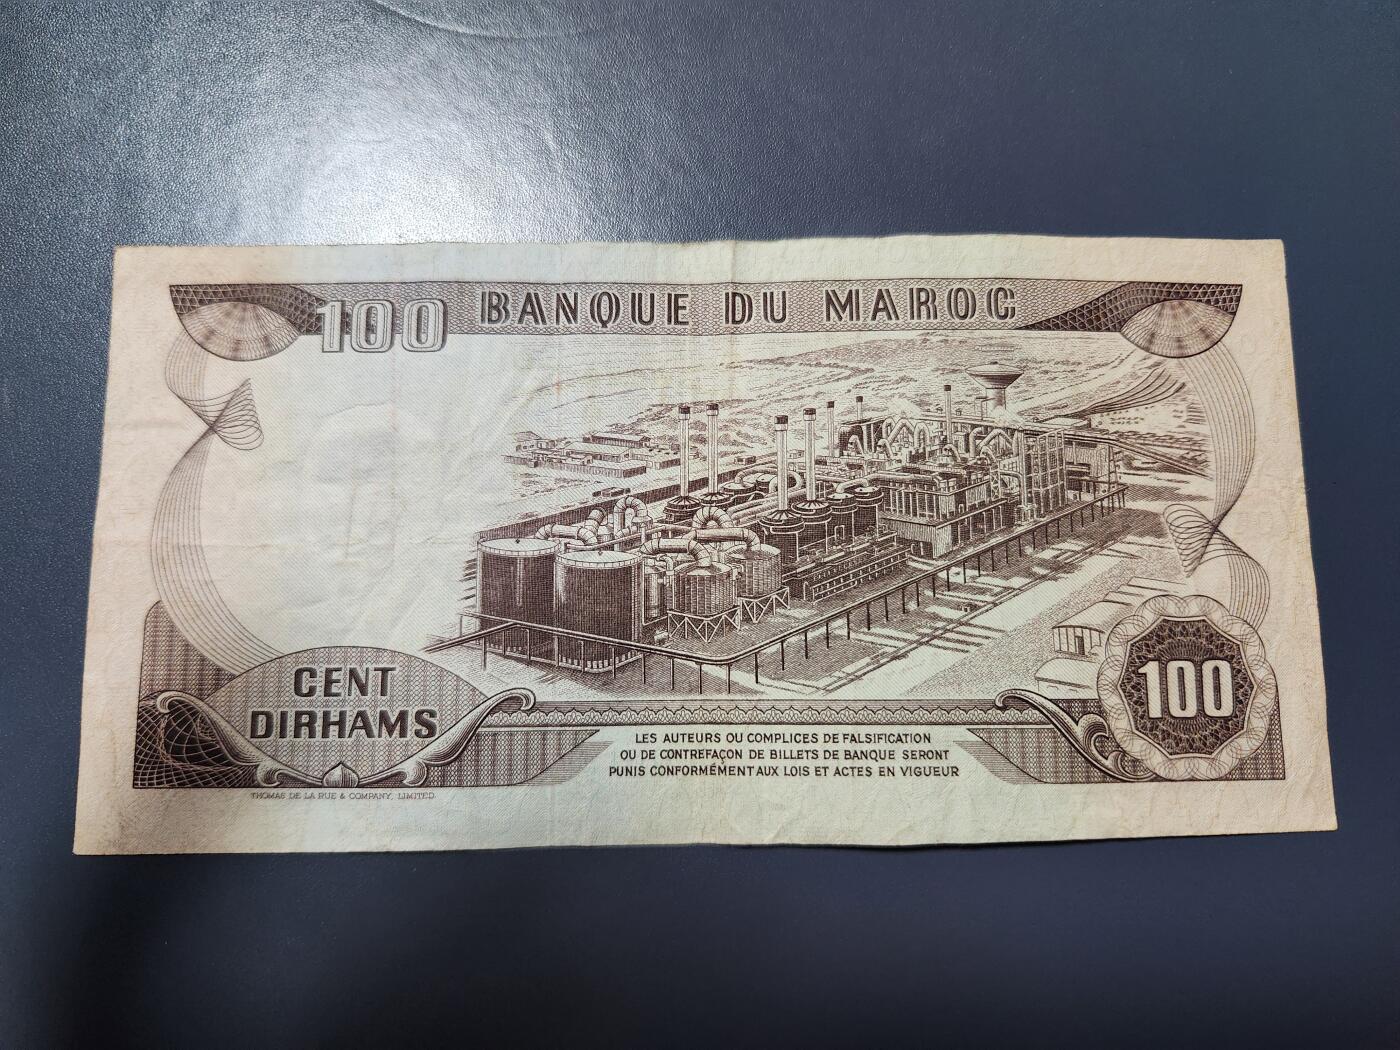 100 BANQUE DU MAROC
CENT
DIRHAMS
100
LES AUTEURS OU COMPLICES DE FALSIFICATION
OU DE CONTREFAÇON DE BILLETS DE BANQUE SERONT
PUNIS CONFORMÉMENT AUX LOIS ET ACTES EN VIGUEUR
THOMAS DE LA RUE & COMPANY, LIMITED.